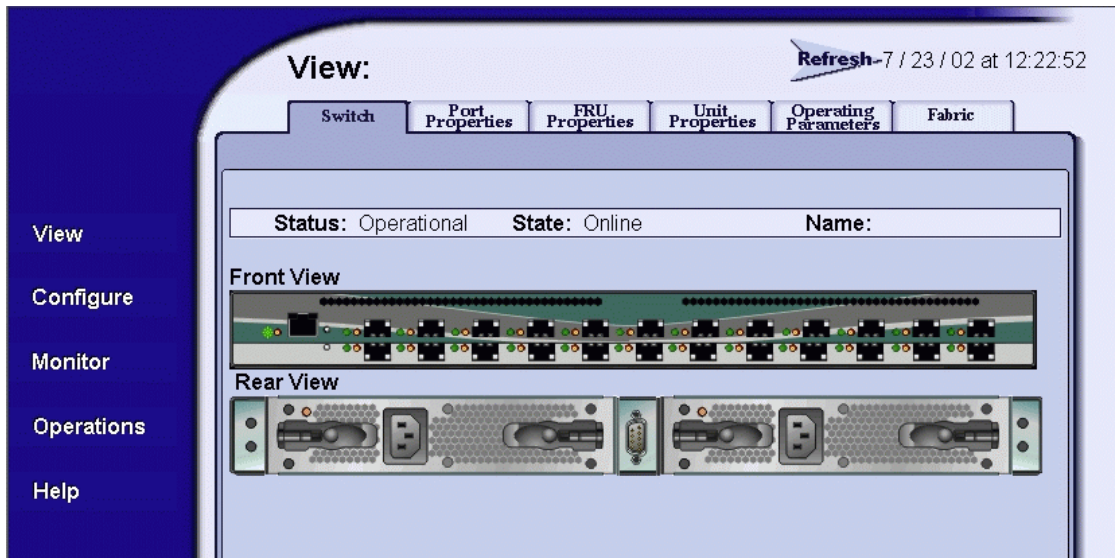 View:
Refresh-7 / 23 / 02 at 12:22:52
Switch
Port Properties
FRU Properties
Unit Properties
Operating Parameters
Fabric
Status: Operational State: Online Name:
View
Configure
Monitor
Operations
Help
Front View
Rear View